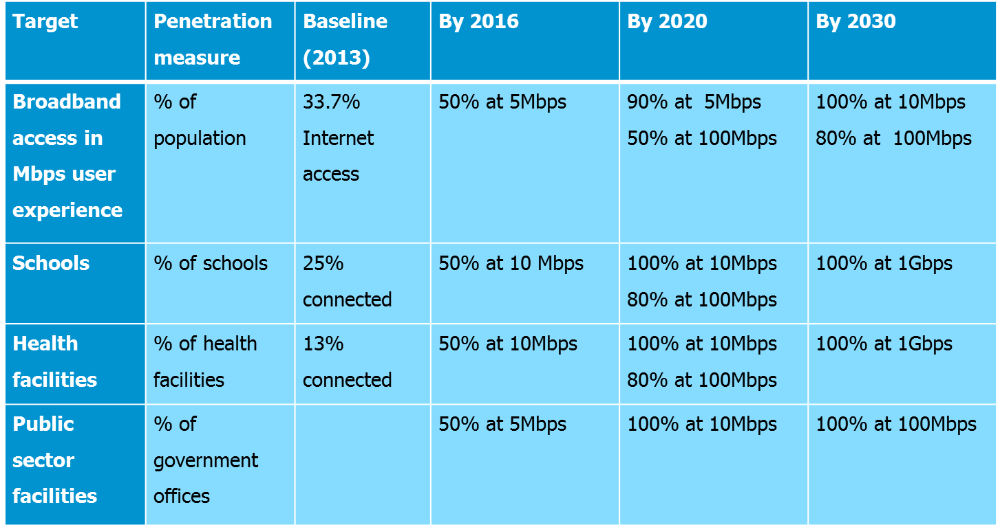 Target
Penetration
measure
Baseline
(2013)
By 2016
By 2020
By 2030
Broadband
access in
Mbps user
experience
% of
population
33.7%
Internet
access
50% at 5Mbps
90% at  5Mbps
50% at 100Mbps
100% at 10Mbps
80% at  100Mbps
Schools
% of schools
25%
connected
50% at 10 Mbps
100% at 10Mbps
80% at 100Mbps
100% at 1Gbps
Health
facilities
% of health
facilities
13%
connected
50% at 10Mbps
100% at 10Mbps
80% at 100Mbps
100% at 1Gbps
Public
sector
facilities
% of
government
offices
50% at 5Mbps
100% at 10Mbps
100% at 100Mbps